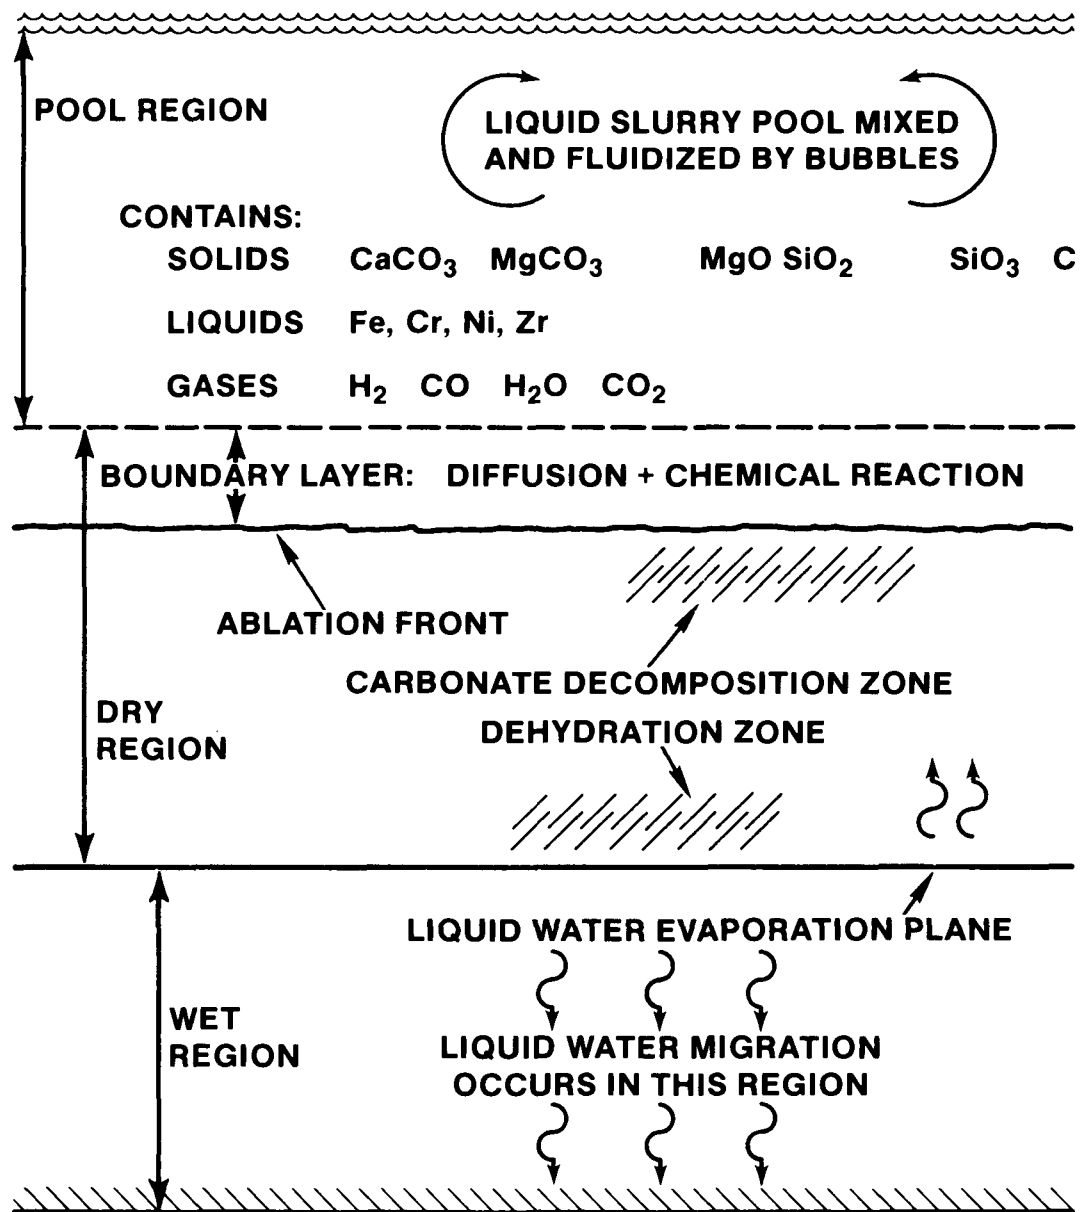 POOL REGION
LIQUID SLURRY POOL MIXED
AND FLUIDIZED BY BUBBLES
CONTAINS:
SOLIDS CaCO₃ MgCO₃ MgO SiO₂ SiO₃ C
LIQUIDS Fe, Cr, Ni, Zr
GASES H₂ CO H₂O CO₂
BOUNDARY LAYER: DIFFUSION + CHEMICAL REACTION
ABLATION FRONT
CARBONATE DECOMPOSITION ZONE
DRY
REGION
DEHYDRATION ZONE
LIQUID WATER EVAPORATION PLANE
WET
REGION
LIQUID WATER MIGRATION
OCCURS IN THIS REGION